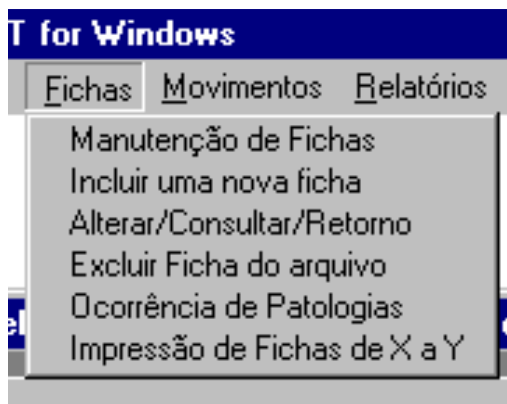 T for Windows
Fichas Movimentos Relatórios
Manutenção de Fichas
Incluir uma nova ficha
Alterar/Consultar/Retorno
Excluir Ficha do arquivo
Ocorrência de Patologias
Impressão de Fichas de X a Y